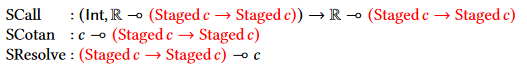 SCall : (Int, ℝ ⊸ (Staged c → Staged c)) → ℝ ⊸ (Staged c → Staged c)
SCotan : c ⊸ (Staged c → Staged c)
SResolve : (Staged c → Staged c) ⊸ c